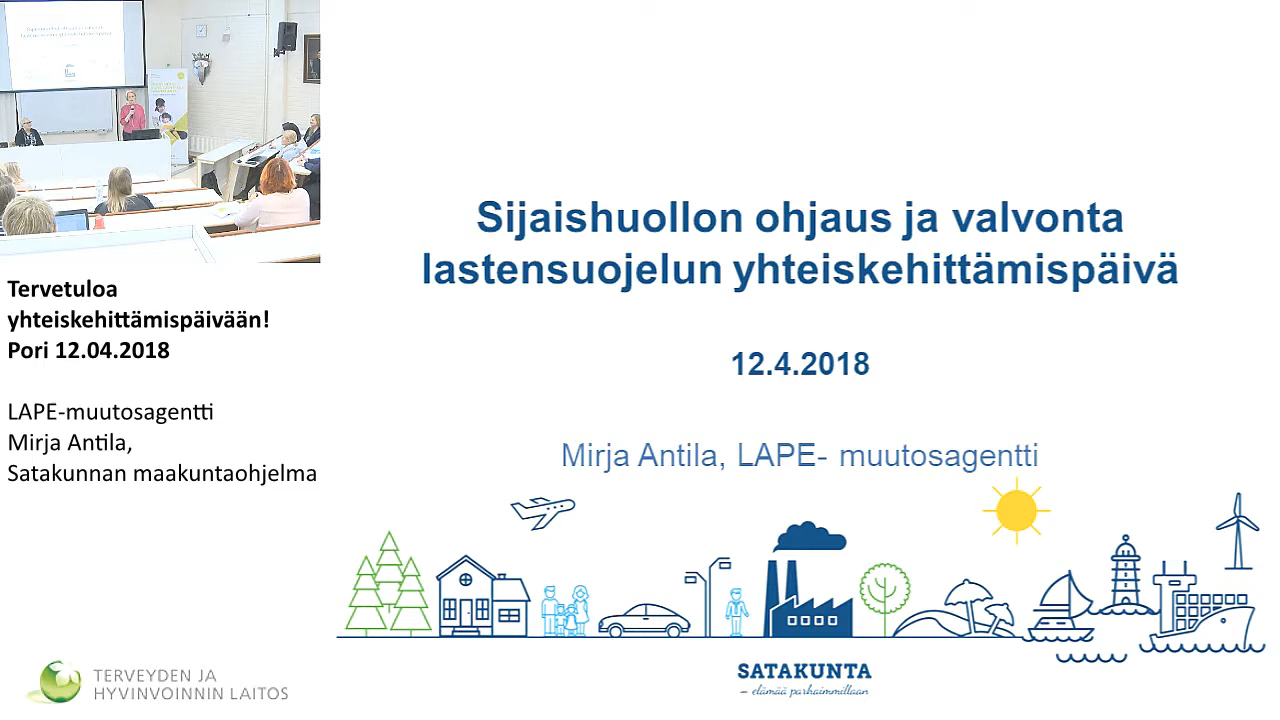 Tervetuloa
yhteiskehittämispäivään!
Pori 12.04.2018
LAPE-muutosagentti
Mirja Antila,
Satakunnan maakuntaohjelma
TERVEYDEN JA
HYVINVOINNIN LAITOS
Sijaishuollon ohjaus ja valvonta
lastensuojelun yhteiskehittämispäivä
12.4.2018
Mirja Antila, LAPE- muutosagentti
SATAKUNTA
– elämää parhaimmillaan